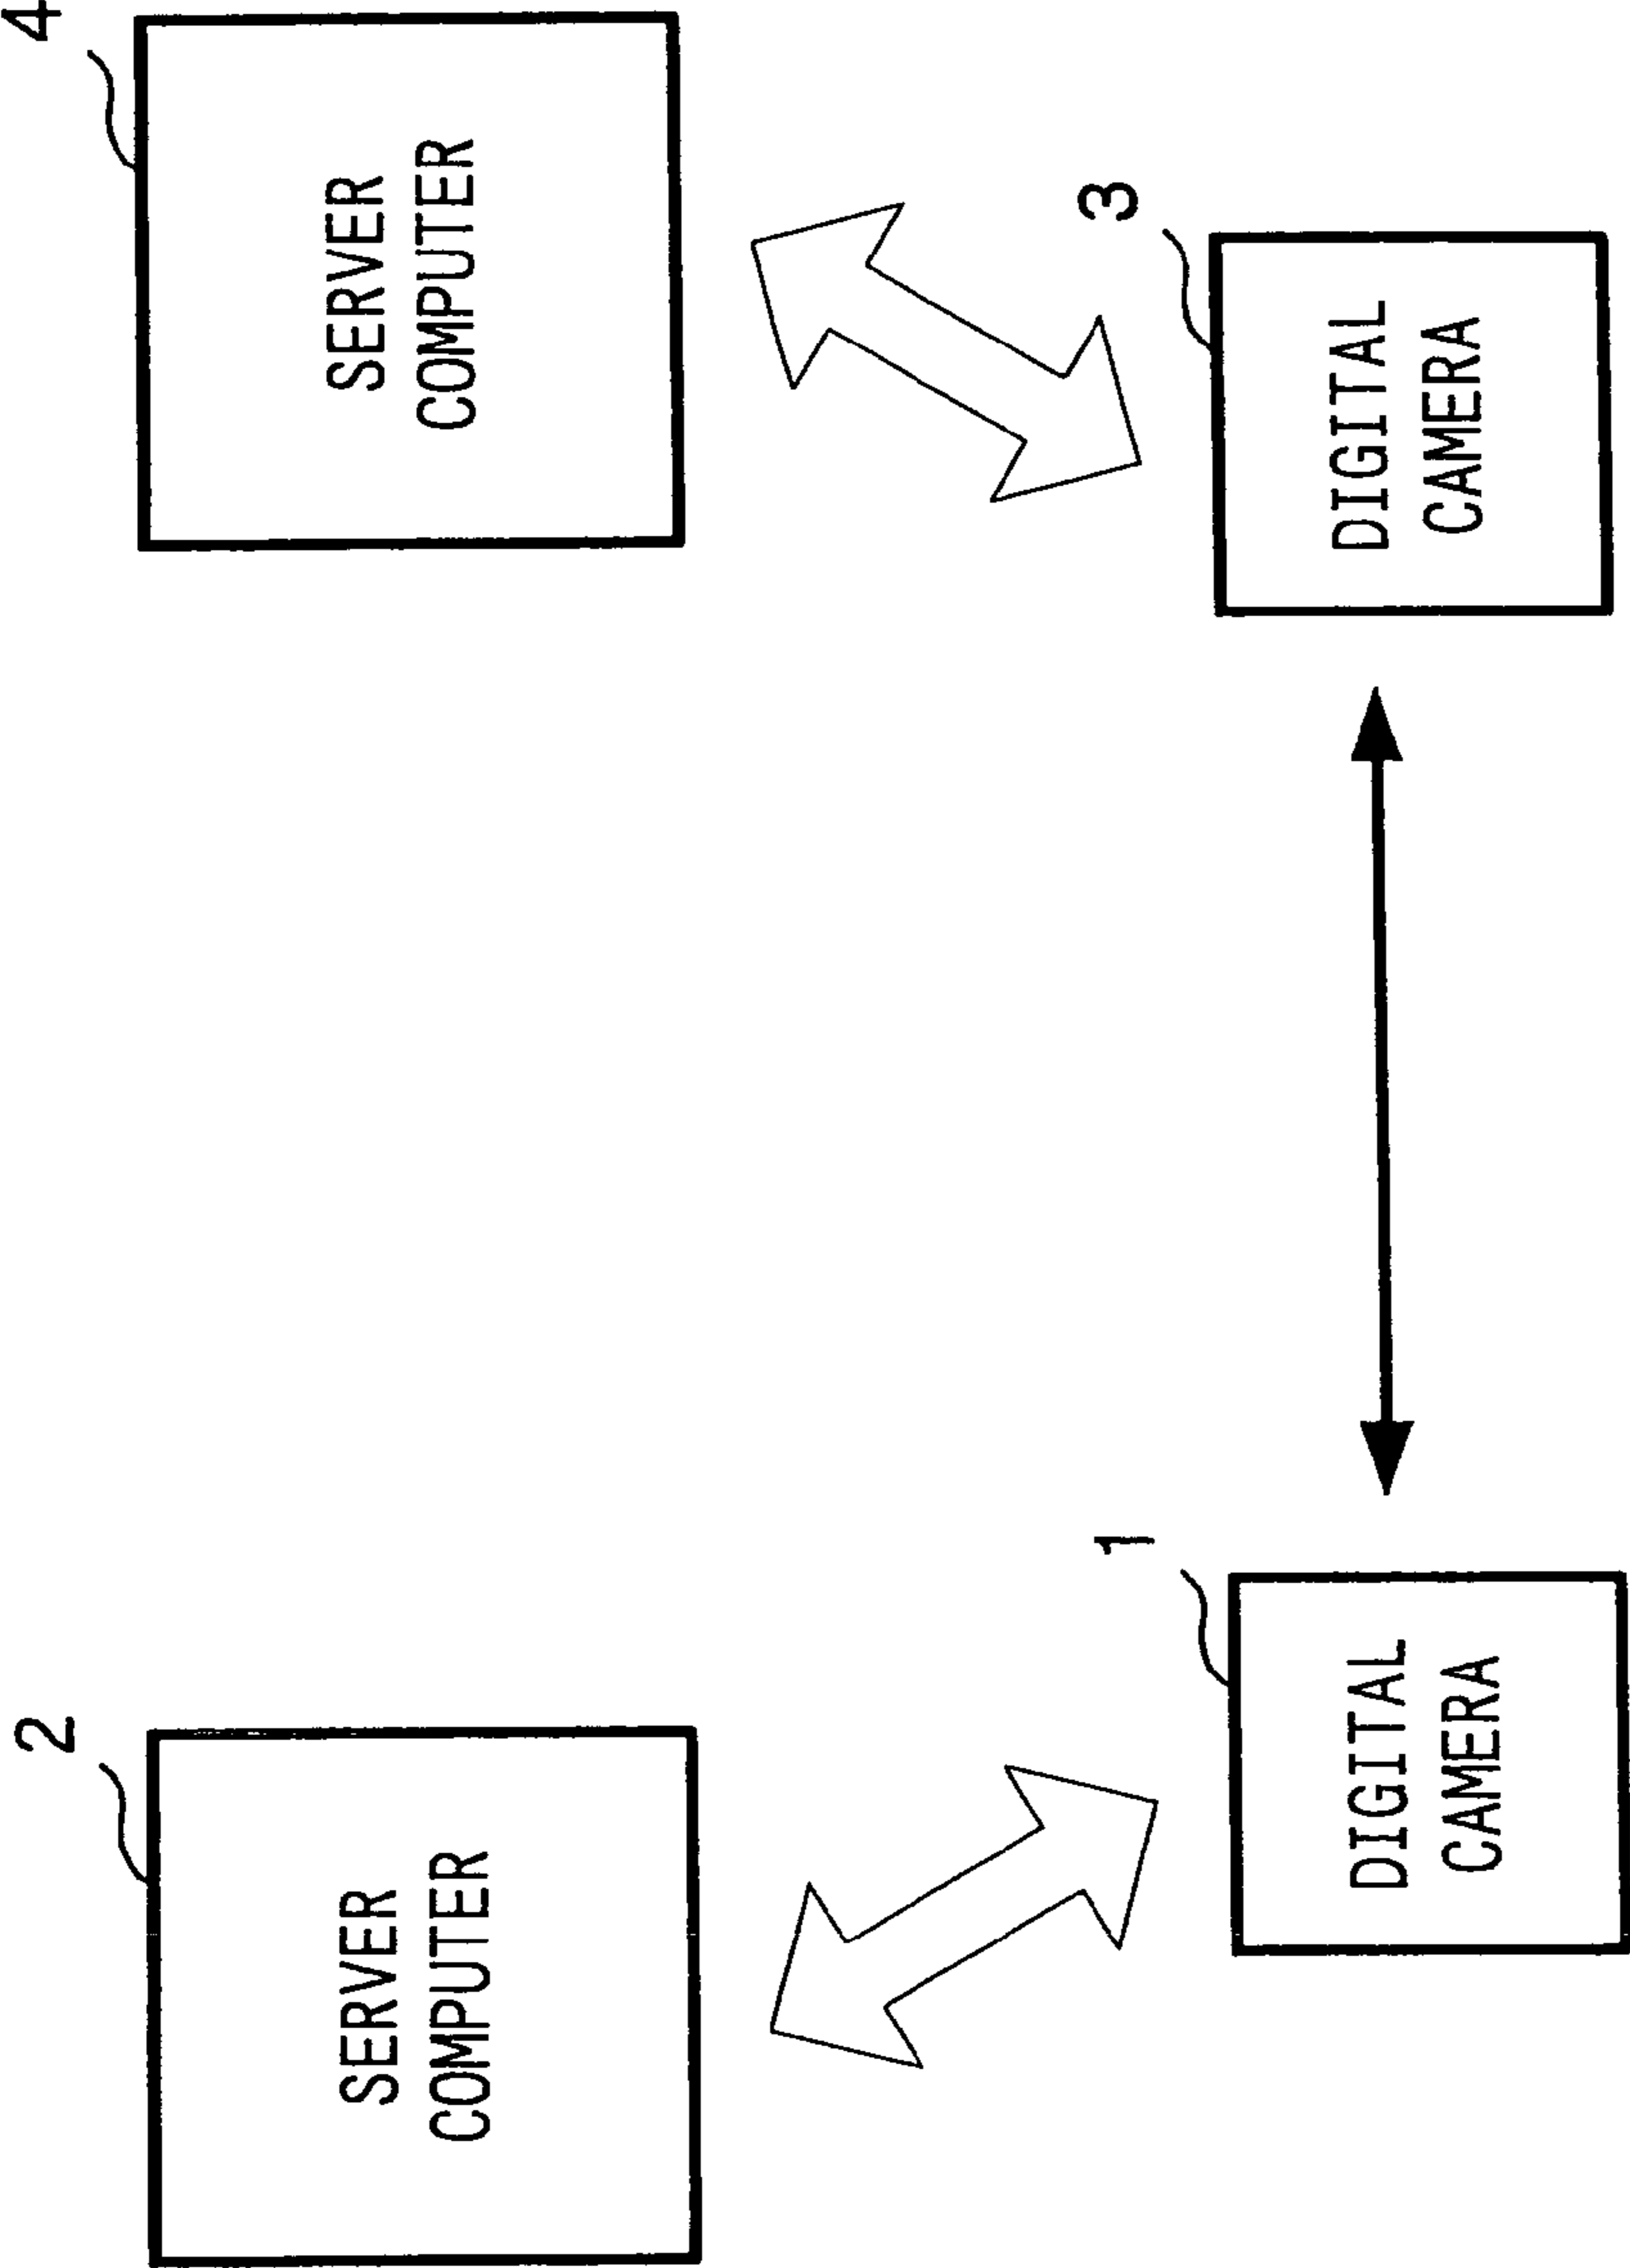 2
SERVER
COMPUTER
4
SERVER
COMPUTER
1
DIGITAL
CAMERA
3
DIGITAL
CAMERA